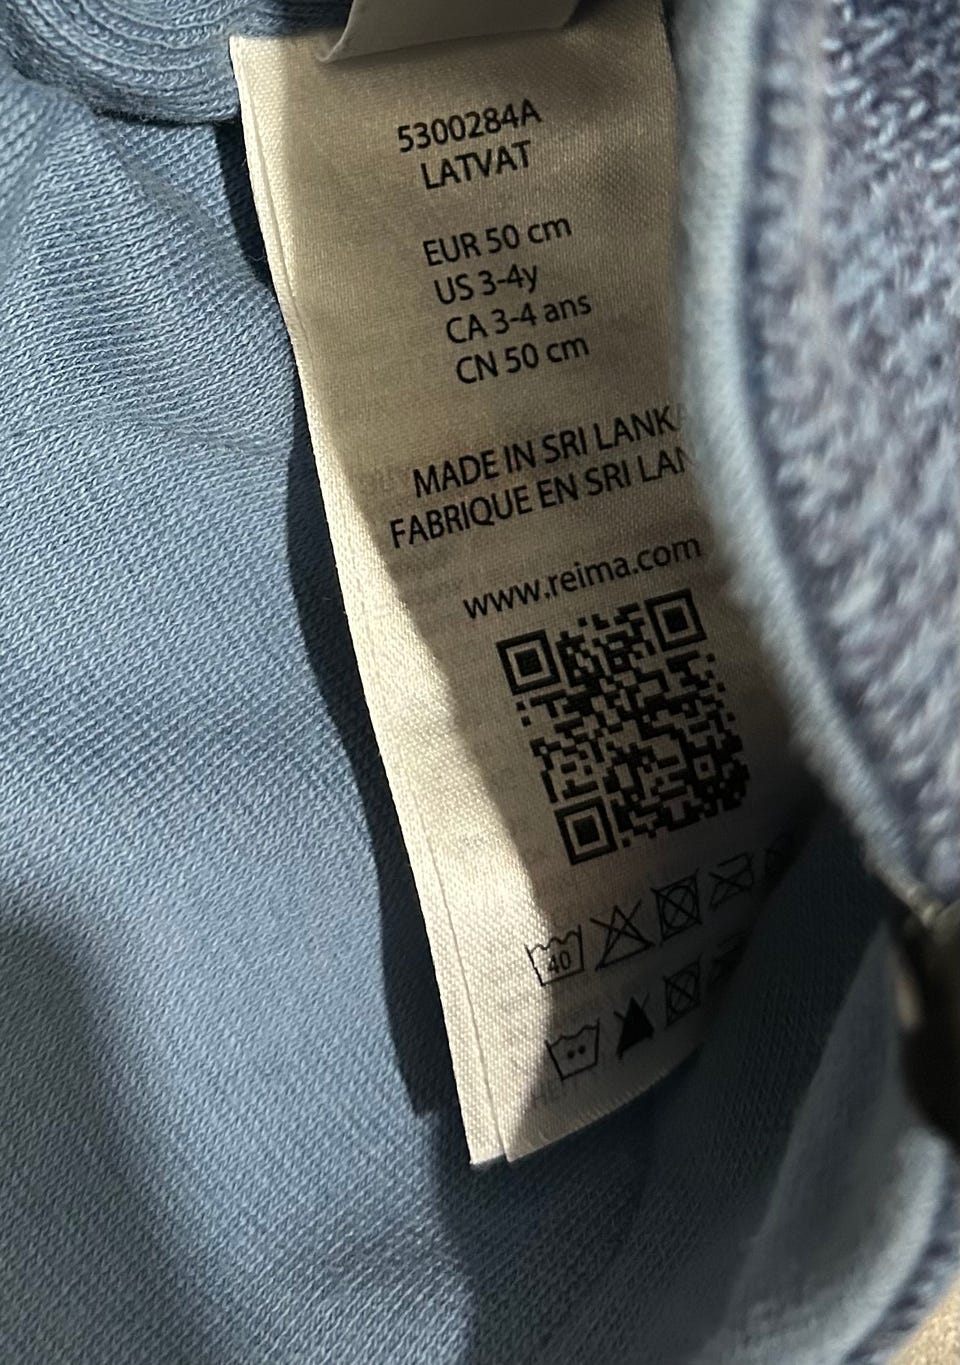 5300284A
LATVAT
EUR 50 cm
US 3-4y
CA 3-4 ans
CN 50 cm
MADE IN SRI LANK
FABRIQUE EN SRI LAN
www.reima.com
40